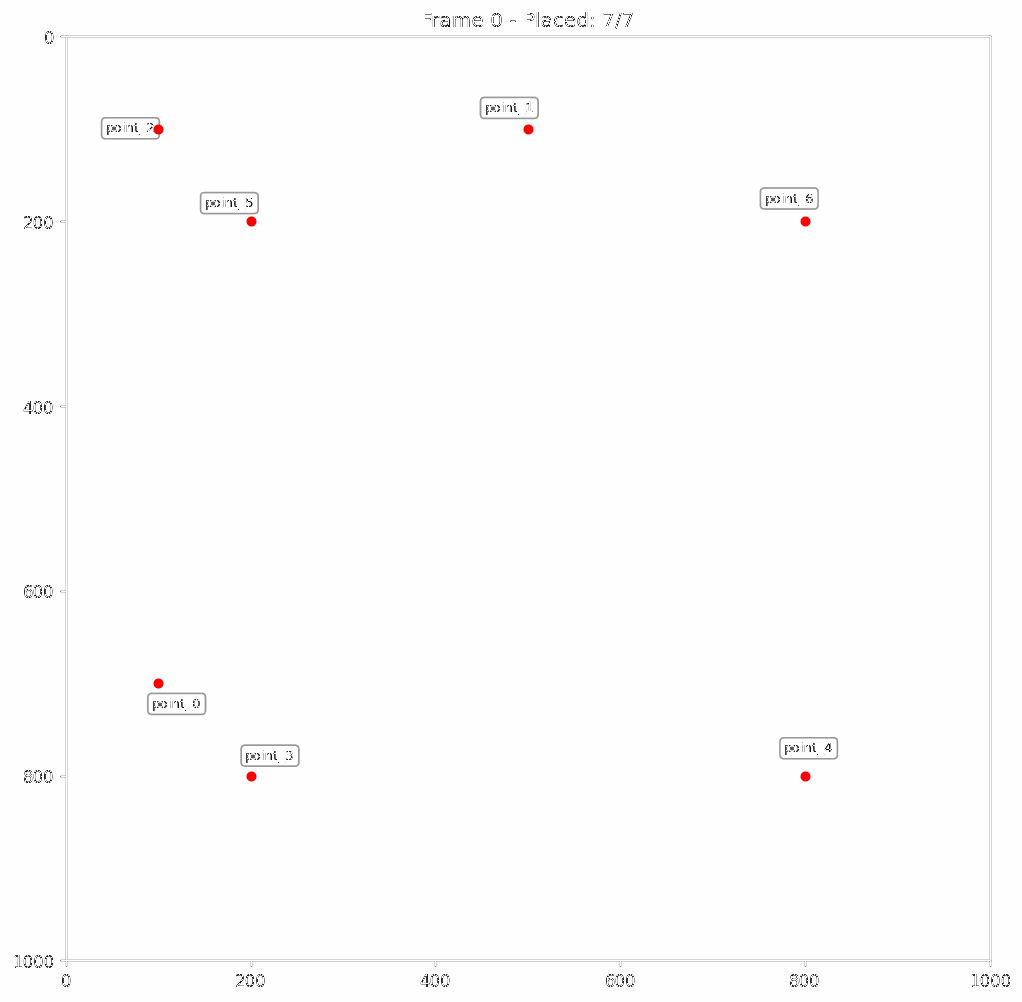 Frame 0 - Placed: 7/7
0
point_1
point_2
point_6
point_5
200
400
600
point_0
point_4
point_3
800
1000
0 200 400 600 800 1000